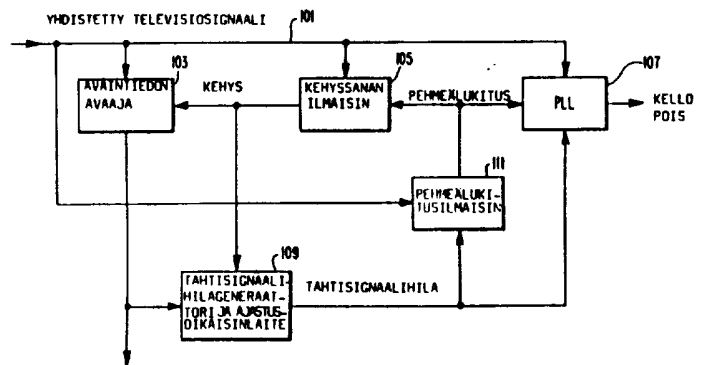 YHDISTETTY TELEVISIOSIGNAALI
101
103
AVAINTIEDON
AVAAJA
KEHYS
105
KEHYSSANAN
ILMAISIN
PEHMEÄLUKITUS
107
PLL
KELLO
POIS
111
PEHMEÄLUKI-
TUSILMAISIN
109
TAHTISIGNAALI-
HILAGENERAAT-
TORI JA AJASTUS-
OIKAISINLAITE
TAHTISIGNAALIHILA